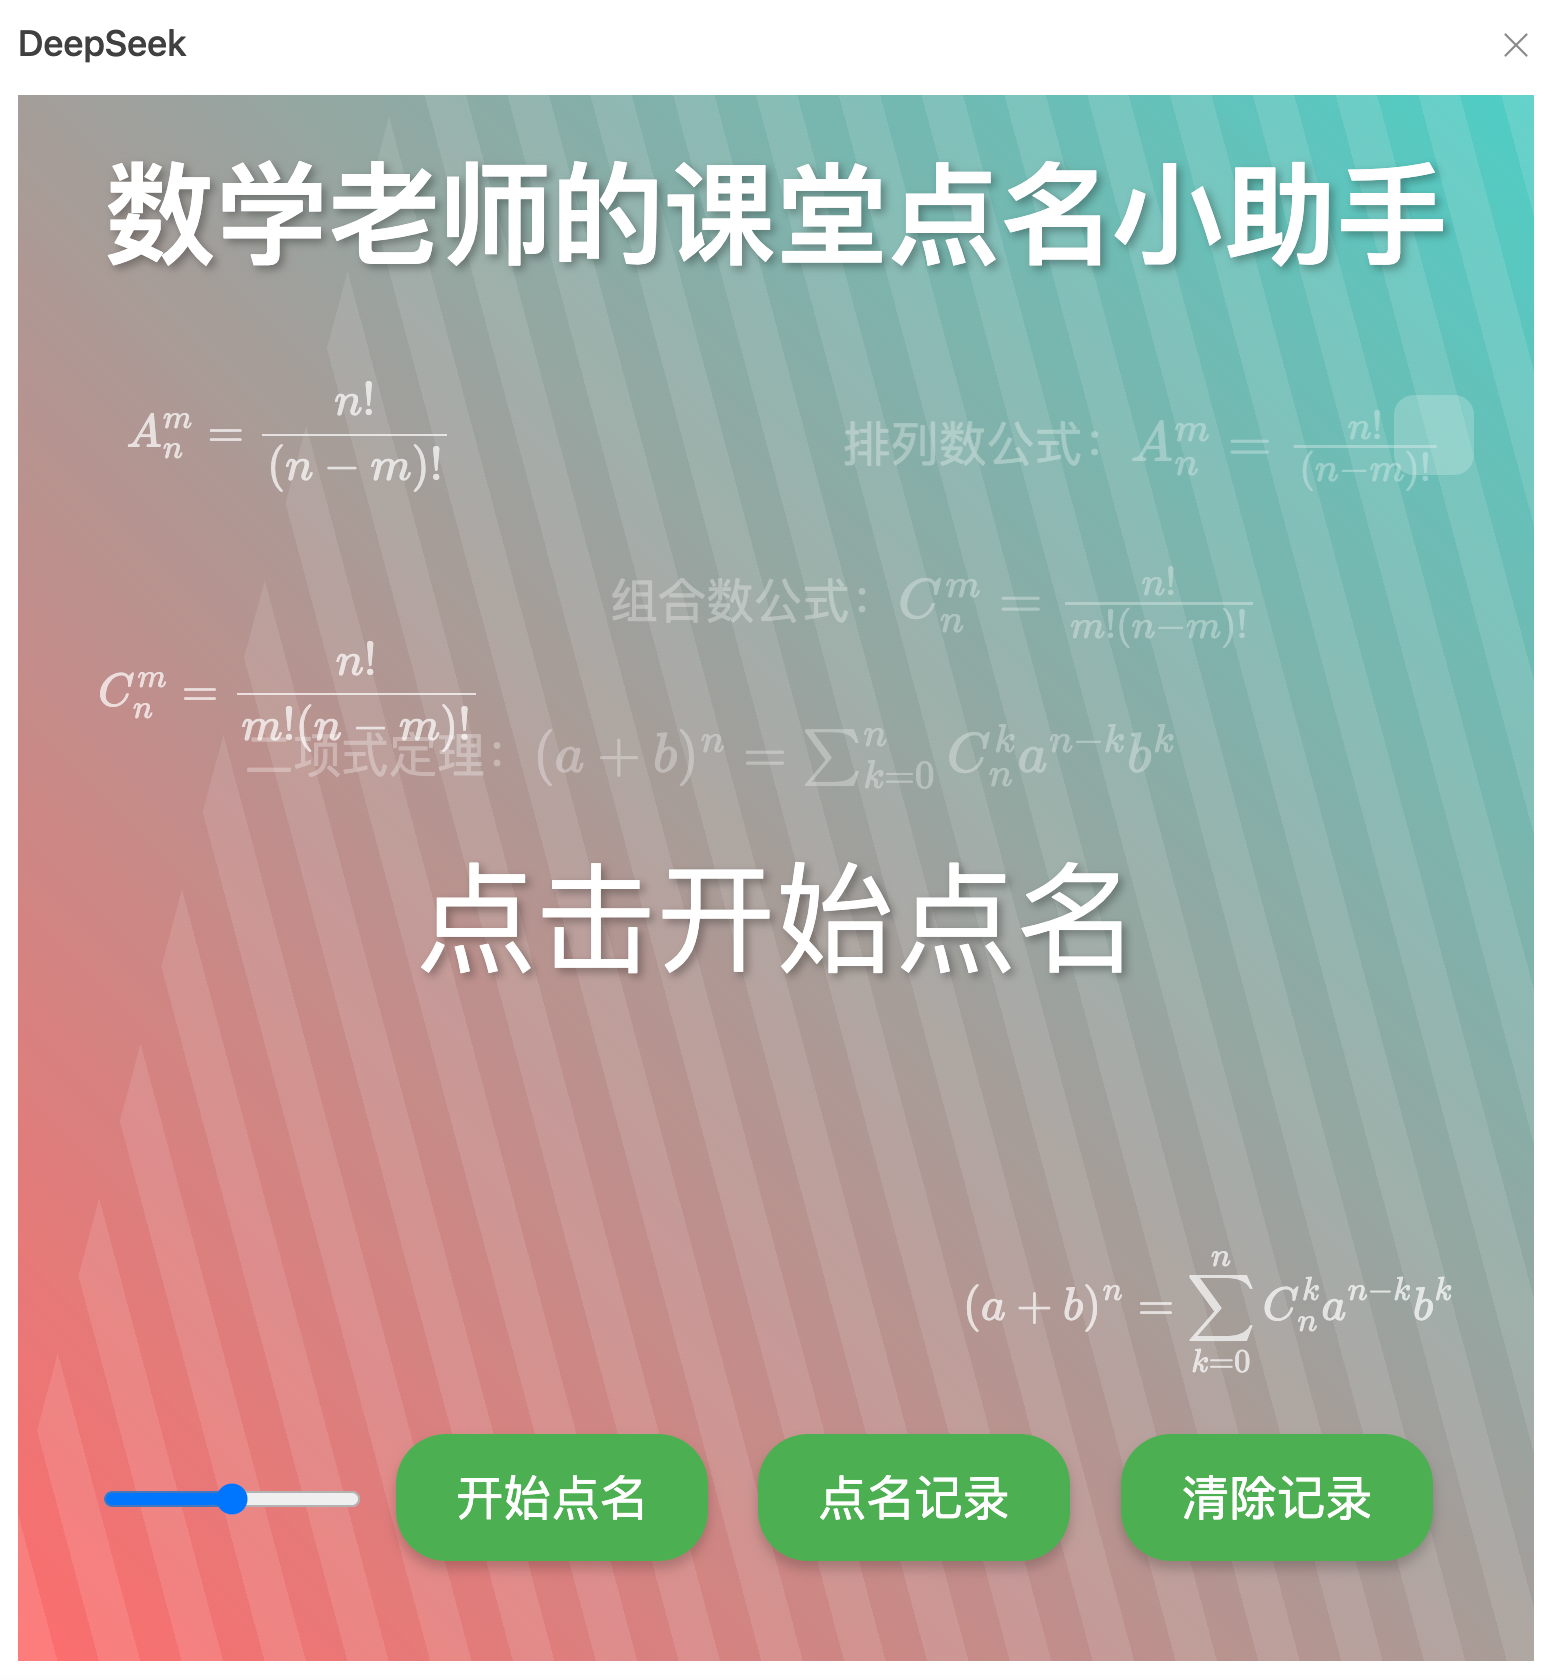 DeepSeek
数学老师的课堂点名小助手
A_n^m = \frac{n!}{(n-m)!}
排列数公式：A_n^m = \frac{n!}{(n-m)!}
组合数公式：C_n^m = \frac{n!}{m!(n-m)!}
C_n^m = \frac{n!}{m!(n-m)!}
二项式定理：(a+b)^n = \sum_{k=0}^{n} C_n^k a^{n-k} b^k
点击开始点名
(a+b)^n = \sum_{k=0}^{n} C_n^k a^{n-k} b^k
开始点名 点名记录 清除记录